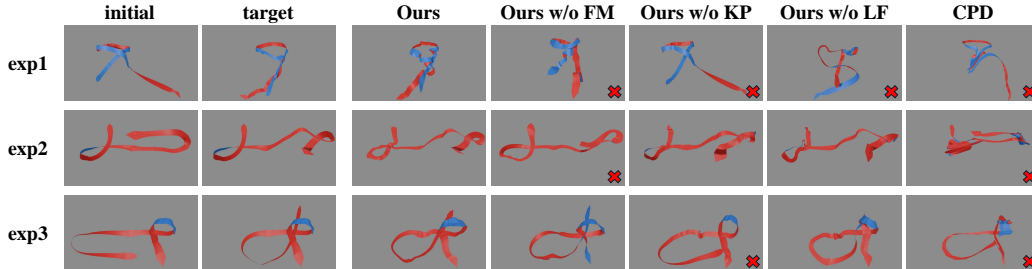 initial target Ours Ours w/o FM Ours w/o KP Ours w/o LF CPD
exp1
exp2
exp3